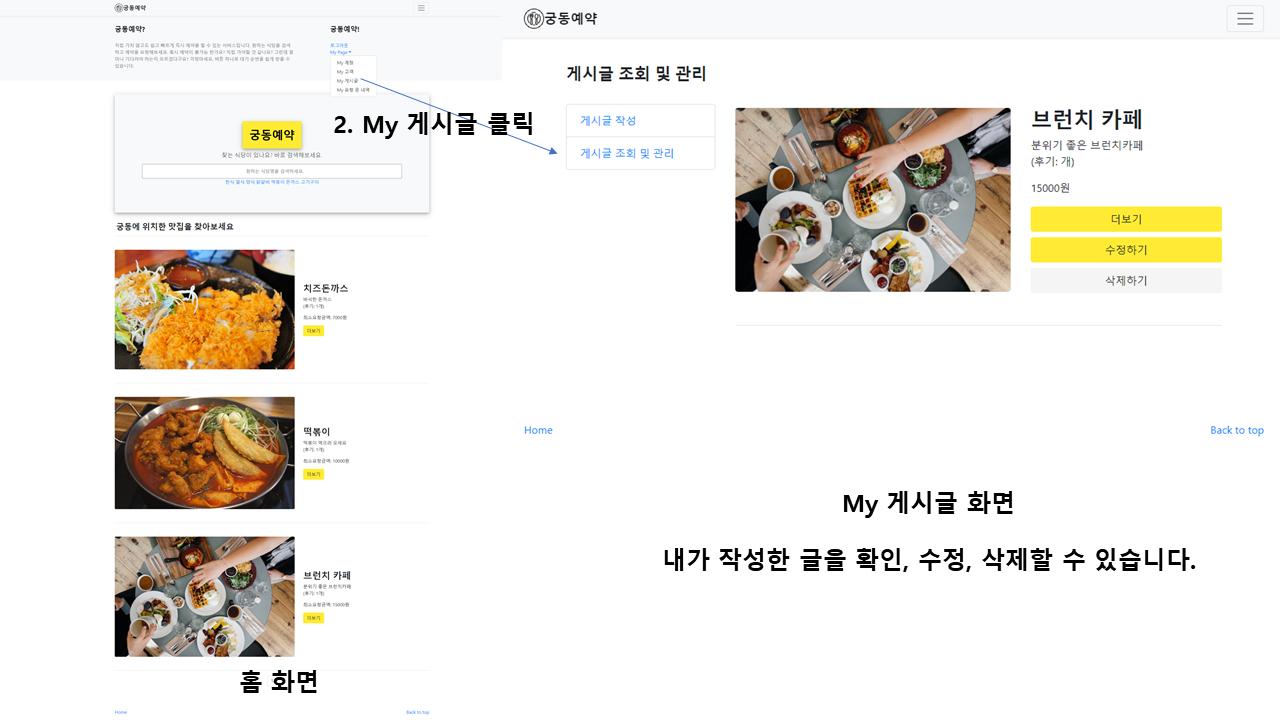 궁동예약
궁동예약?
직접 가지 않고도 쉽고 빠르게 즉시 예약을 할 수 있는 서비스입니다. 원하는 식당을 검색
하고 예약을 요청해보세요. 혹시 예약이 불가능 한가요? 직접 가야할 것 같나요? 그런데 얼
마나 기다려야 하는지 모르겠다구요? 걱정마세요, 버튼 하나로 대기 순번을 쉽게 받을 수
있습니다.
궁동예약!
로그아웃
My Page
My 계정
My 고객
My 게시글
My 요청 온 내역
2. My 게시글 클릭
궁동예약
찾는 식당이 있나요? 바로 검색해보세요.
원하는 식당명을 검색하세요.
한식 일식 양식 닭갈비 떡볶이 돈까스 고기구이
궁동에 위치한 맛집을 찾아보세요
치즈돈까스
바삭한 돈까스
(후기: 1개)
최소요청금액: 7000원
더보기
떡볶이
떡볶이 먹으러 오세요
(후기: 1개)
최소요청금액: 10000원
더보기
브런치 카페
분위기 좋은 브런치카페
(후기: 1개)
최소요청금액: 15000원
더보기
홈 화면
Home
Back to top
궁동예약
게시글 조회 및 관리
게시글 작성
게시글 조회 및 관리
브런치 카페
분위기 좋은 브런치카페
(후기: 개)
15000원
더보기
수정하기
삭제하기
Home
Back to top
My 게시글 화면
내가 작성한 글을 확인, 수정, 삭제할 수 있습니다.